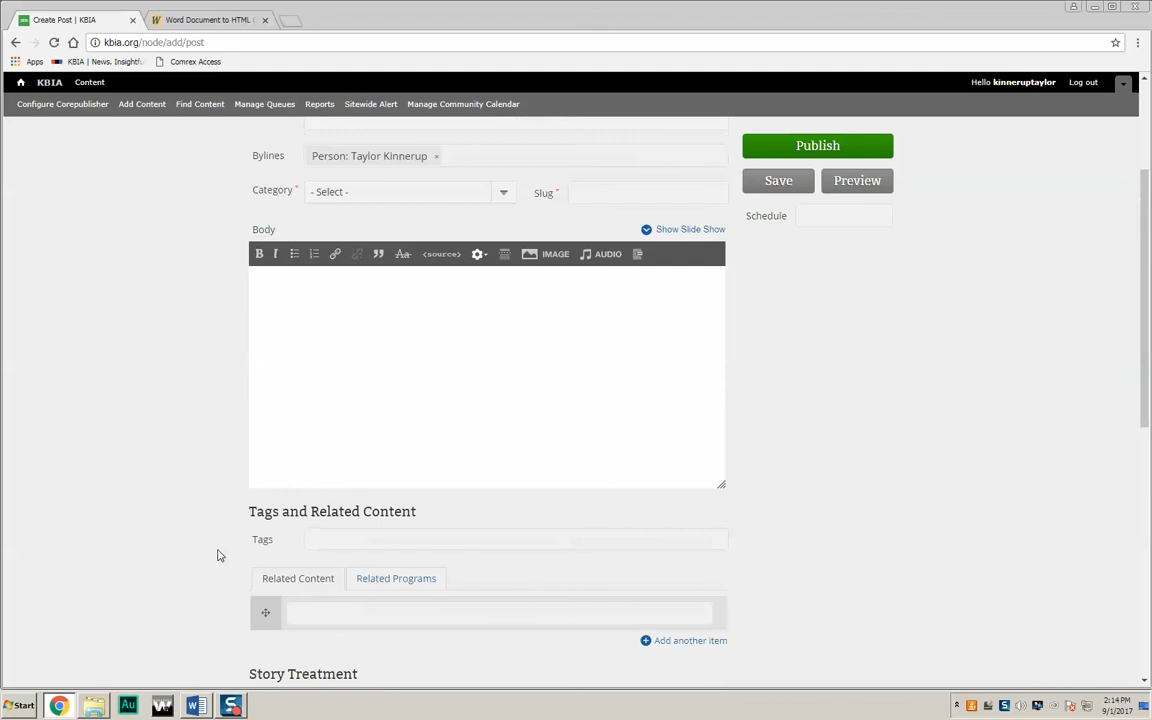 Create Post | KBIA
Word Document to HTML
kbia.org/node/add/post
Apps
KBIA | News. Insightfu
Comrex Access
KBIA
Content
Hello kinneruptaylor
Log out
Configure Corepublisher
Add Content
Find Content
Manage Queues
Reports
Sitewide Alert
Manage Community Calendar
Bylines
Person: Taylor Kinnerup ×
Publish
Category *
- Select -
Slug *
Save
Preview
Schedule
Body
Show Slide Show
B I
Aa
<source>
IMAGE
AUDIO
Tags and Related Content
Tags
Related Content
Related Programs
Add another item
Story Treatment
Start
Au
W
S
2:14 PM
9/1/2017